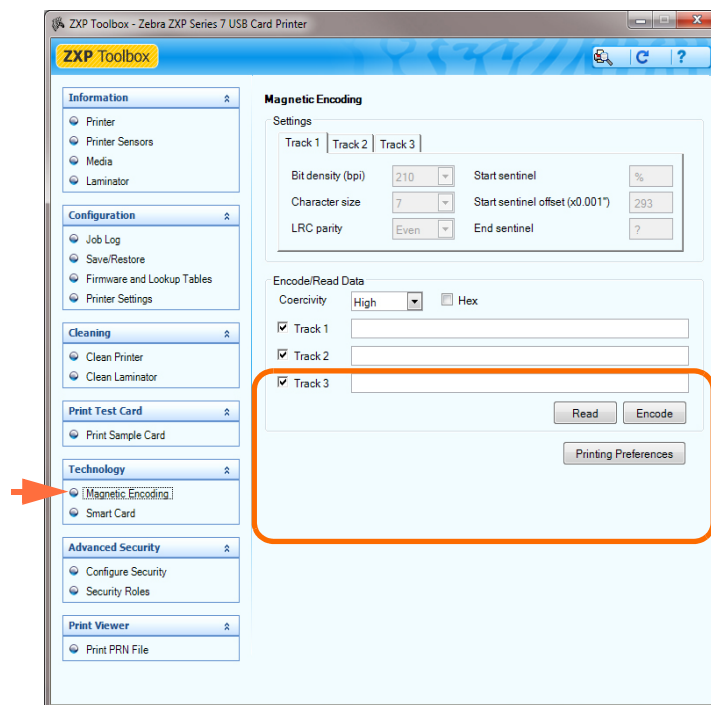 ZXP Toolbox - Zebra ZXP Series 7 USB Card Printer
ZXP Toolbox
?
Information
Printer
Printer Sensors
Media
Laminator
Configuration
Job Log
Save/Restore
Firmware and Lookup Tables
Printer Settings
Cleaning
Clean Printer
Clean Laminator
Print Test Card
Print Sample Card
Technology
Magnetic Encoding
Smart Card
Advanced Security
Configure Security
Security Roles
Print Viewer
Print PRN File
Magnetic Encoding
Settings
Track 1 Track 2 Track 3
Bit density (bpi) 210 Start sentinel %
Character size 7 Start sentinel offset (x0.001") 293
LRC parity Even End sentinel ?
Encode/Read Data
Coercivity High Hex
Track 1
Track 2
Track 3
Read Encode
Printing Preferences